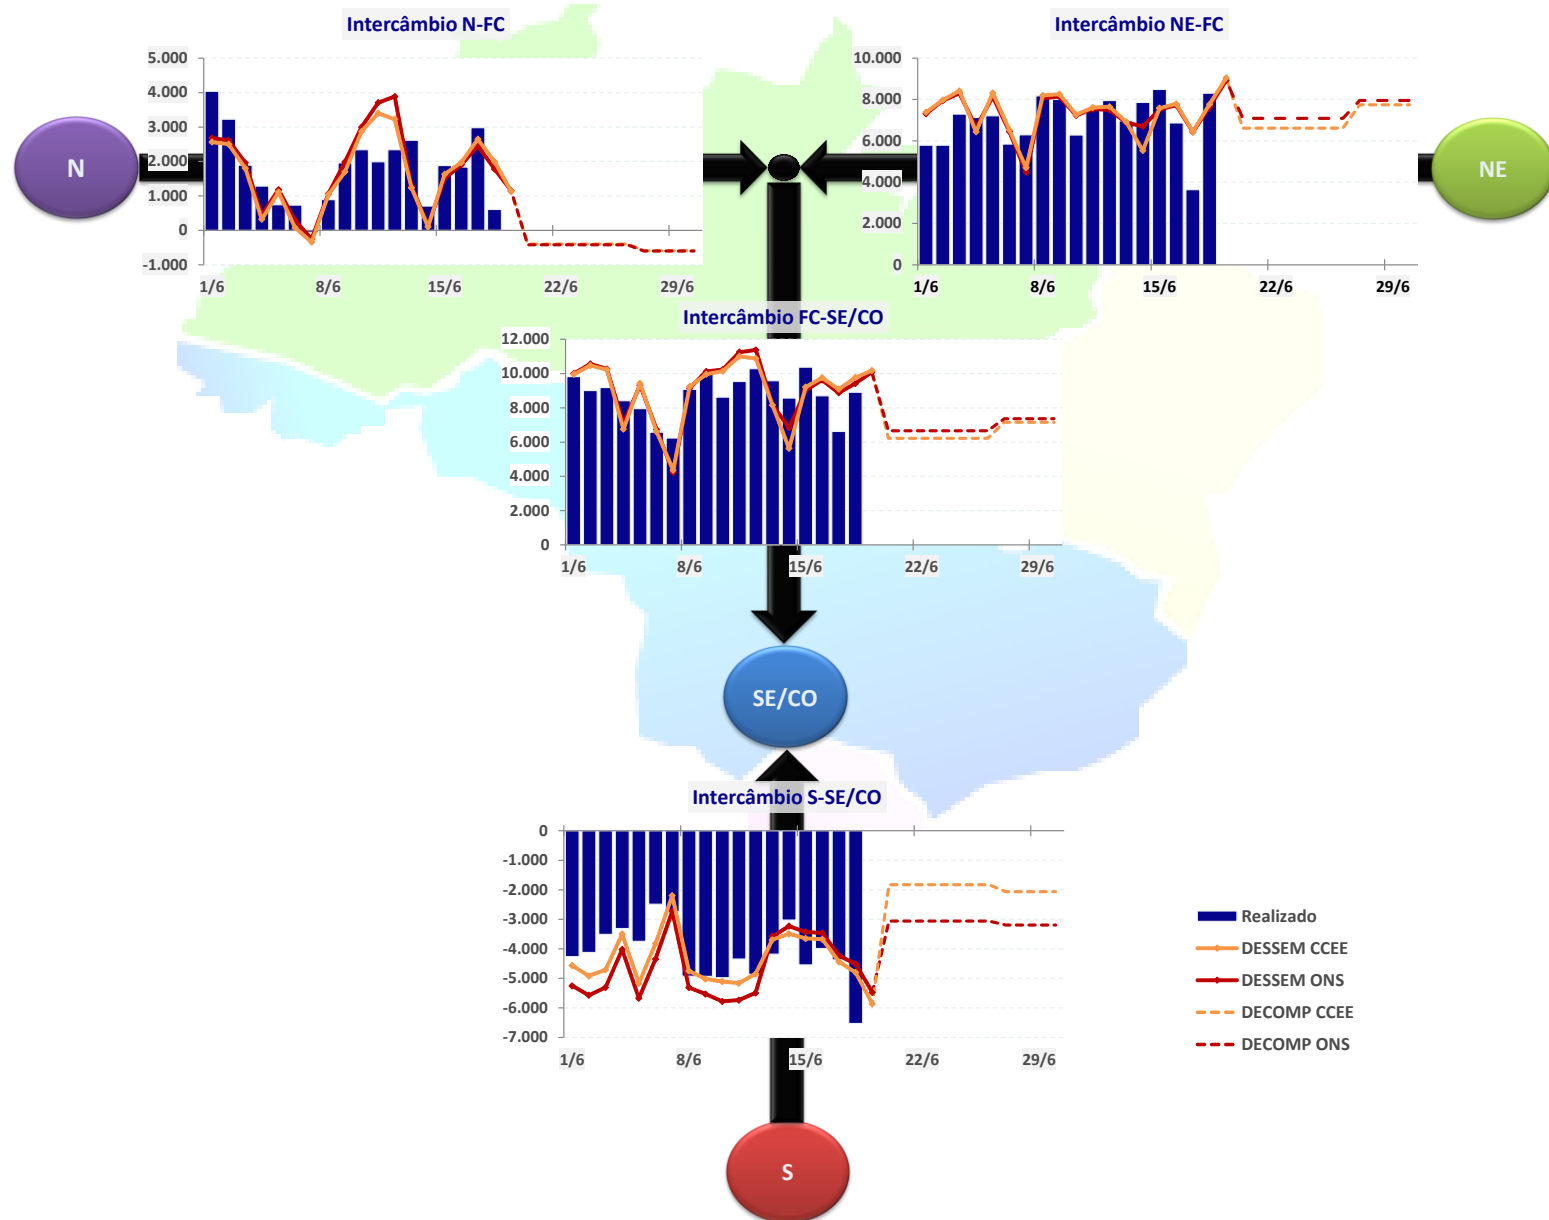 Intercâmbio N-FC
5.000
4.000
3.000
2.000
1.000
0
-1.000
1/6 8/6 15/6 22/6 29/6
Intercâmbio NE-FC
10.000
8.000
6.000
4.000
2.000
0
1/6 8/6 15/6 22/6 29/6
N
NE
Intercâmbio FC-SE/CO
12.000
10.000
8.000
6.000
4.000
2.000
0
1/6 8/6 15/6 22/6 29/6
SE/CO
Intercâmbio S-SE/CO
0
-1.000
-2.000
-3.000
-4.000
-5.000
-6.000
-7.000
1/6 8/6 15/6 22/6 29/6
Realizado
DESSEM CCEE
DESSEM ONS
DECOMP CCEE
DECOMP ONS
S